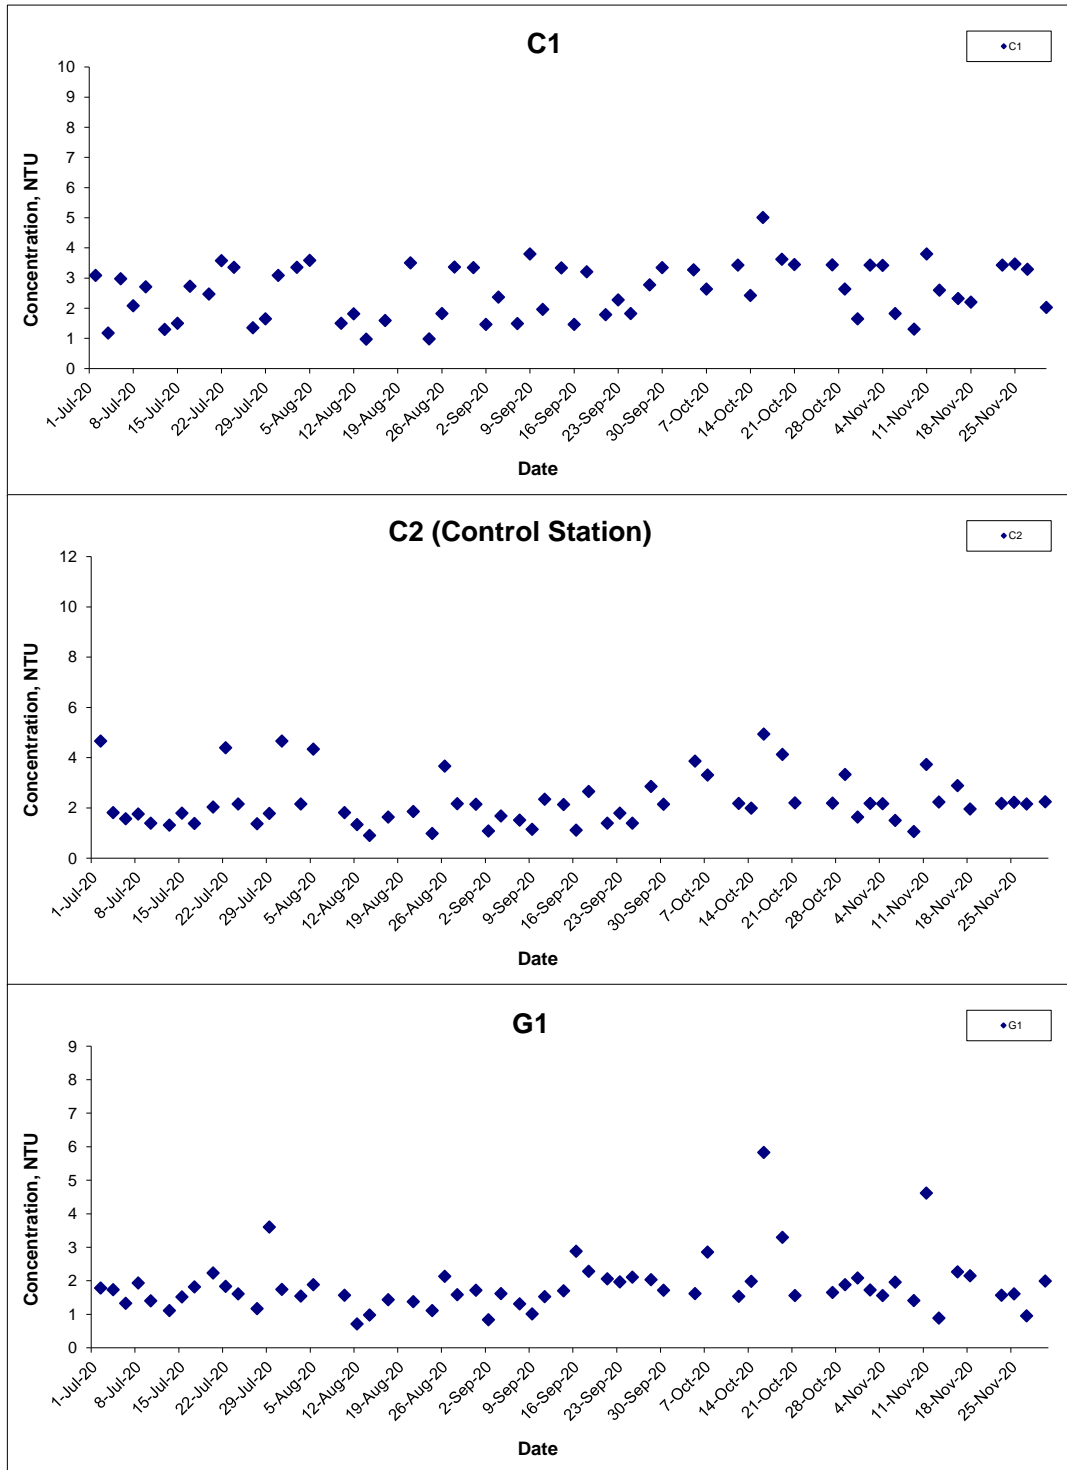 C1
C1
10
9
8
7
6
5
4
3
2
1
0
Concentration, NTU
1-Jul-20
8-Jul-20
15-Jul-20
22-Jul-20
29-Jul-20
5-Aug-20
12-Aug-20
19-Aug-20
26-Aug-20
2-Sep-20
9-Sep-20
16-Sep-20
23-Sep-20
30-Sep-20
7-Oct-20
14-Oct-20
21-Oct-20
28-Oct-20
4-Nov-20
11-Nov-20
18-Nov-20
25-Nov-20
Date
C2 (Control Station)
C2
12
10
8
6
4
2
0
Concentration, NTU
1-Jul-20
8-Jul-20
15-Jul-20
22-Jul-20
29-Jul-20
5-Aug-20
12-Aug-20
19-Aug-20
26-Aug-20
2-Sep-20
9-Sep-20
16-Sep-20
23-Sep-20
30-Sep-20
7-Oct-20
14-Oct-20
21-Oct-20
28-Oct-20
4-Nov-20
11-Nov-20
18-Nov-20
25-Nov-20
Date
G1
G1
9
8
7
6
5
4
3
2
1
0
Concentration, NTU
1-Jul-20
8-Jul-20
15-Jul-20
22-Jul-20
29-Jul-20
5-Aug-20
12-Aug-20
19-Aug-20
26-Aug-20
2-Sep-20
9-Sep-20
16-Sep-20
23-Sep-20
30-Sep-20
7-Oct-20
14-Oct-20
21-Oct-20
28-Oct-20
4-Nov-20
11-Nov-20
18-Nov-20
25-Nov-20
Date